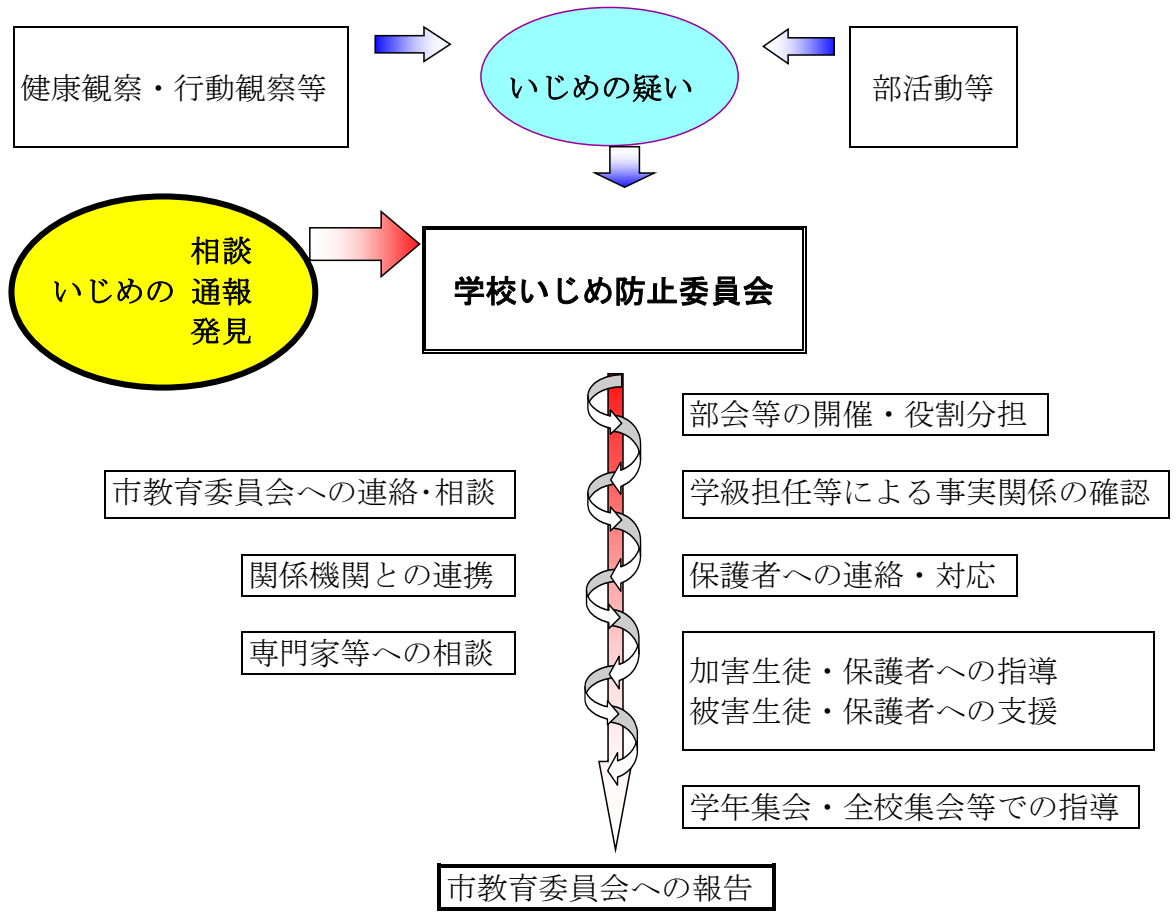 健康観察・行動観察等
いじめの疑い
部活動等
相談
いじめの 通報
発見
学校いじめ防止委員会
部会等の開催・役割分担
市教育委員会への連絡・相談
学級担任等による事実関係の確認
関係機関との連携
保護者への連絡・対応
専門家等への相談
加害生徒・保護者への指導
被害生徒・保護者への支援
学年集会・全校集会等での指導
市教育委員会への報告